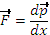 F⃗ = dp⃗/dx